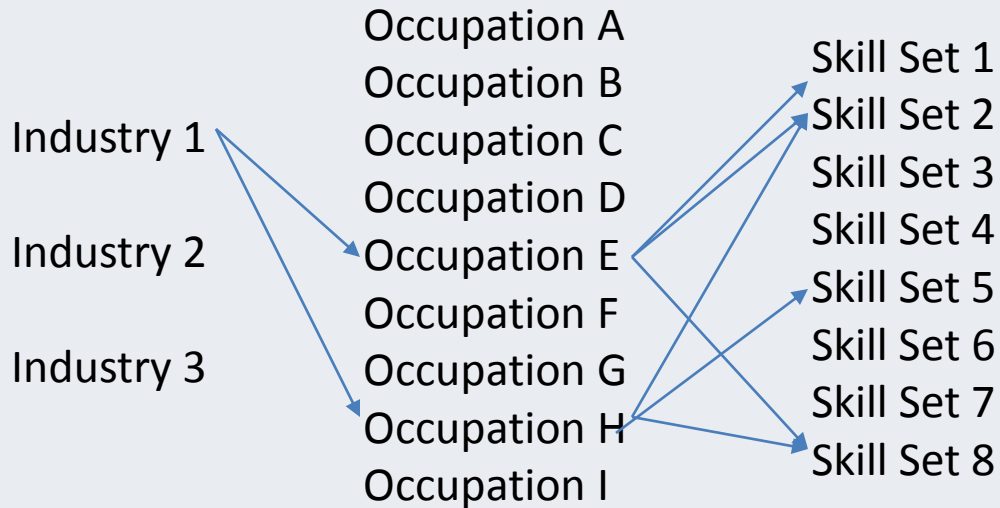 Industry 1
Industry 2
Industry 3
Occupation A
Occupation B
Occupation C
Occupation D
Occupation E
Occupation F
Occupation G
Occupation H
Occupation I
Skill Set 1
Skill Set 2
Skill Set 3
Skill Set 4
Skill Set 5
Skill Set 6
Skill Set 7
Skill Set 8